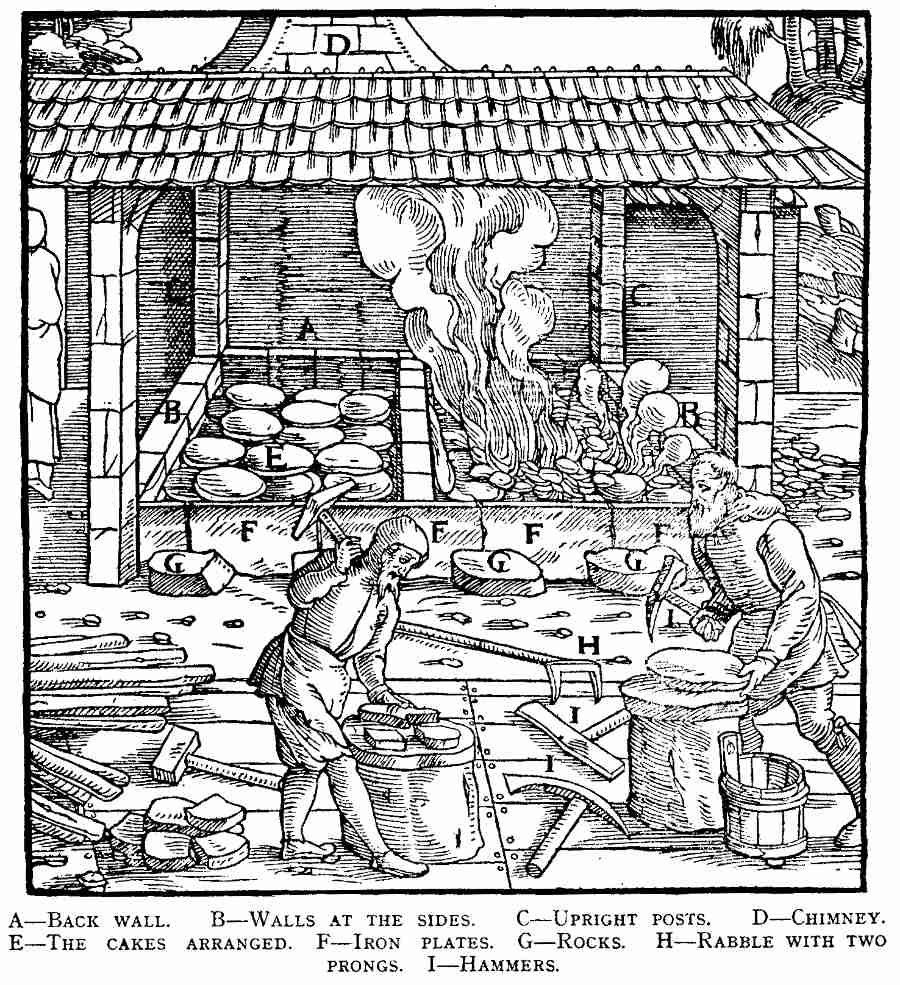 D
C C
A
B B
E
F F F F
G G G
I
H
I
I
A—Back wall. B—Walls at the sides. C—Upright posts. D—Chimney.
E—The cakes arranged. F—Iron plates. G—Rocks. H—Rabble with two
prongs. I—Hammers.